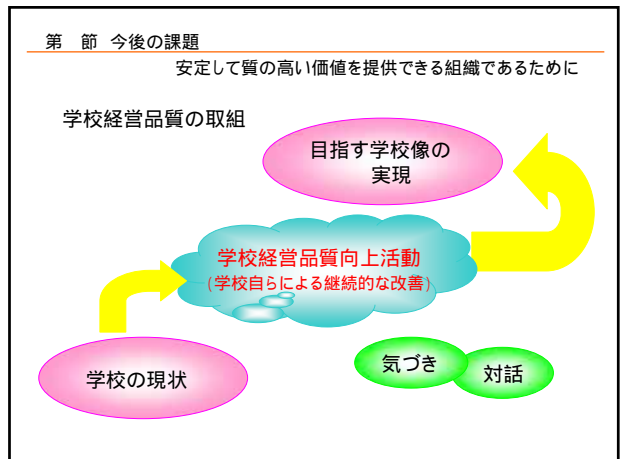 第 節 今後の課題
安定して質の高い価値を提供できる組織であるために
学校経営品質の取組
目指す学校像の
実現
学校経営品質向上活動
(学校自らによる継続的な改善)
気づき
対話
学校の現状